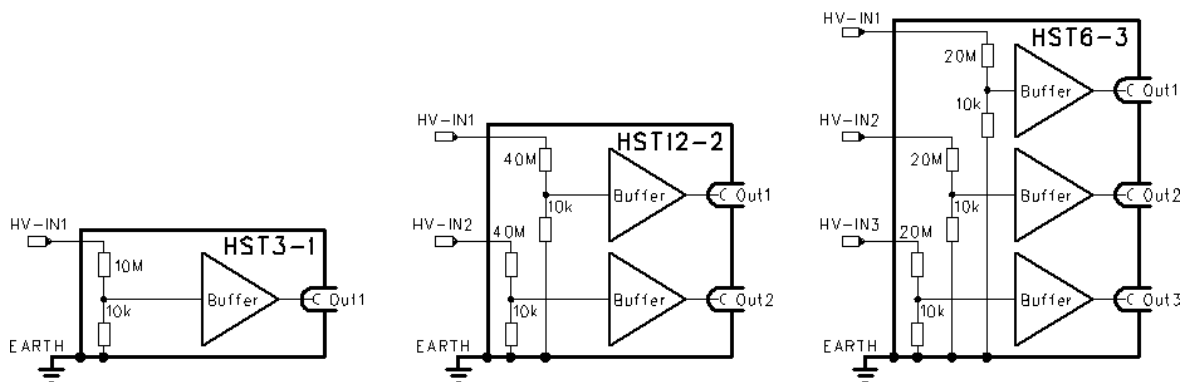 HV-IN1
HST3-1
10M
Buffer
C Out1
10k
EARTH
HV-IN1
HST12-2
40M
Buffer
C Out1
10k
HV-IN2
40M
Buffer
C Out2
10k
EARTH
HV-IN1
HST6-3
20M
Buffer
C Out1
10k
HV-IN2
20M
Buffer
C Out2
10k
HV-IN3
20M
Buffer
C Out3
10k
EARTH